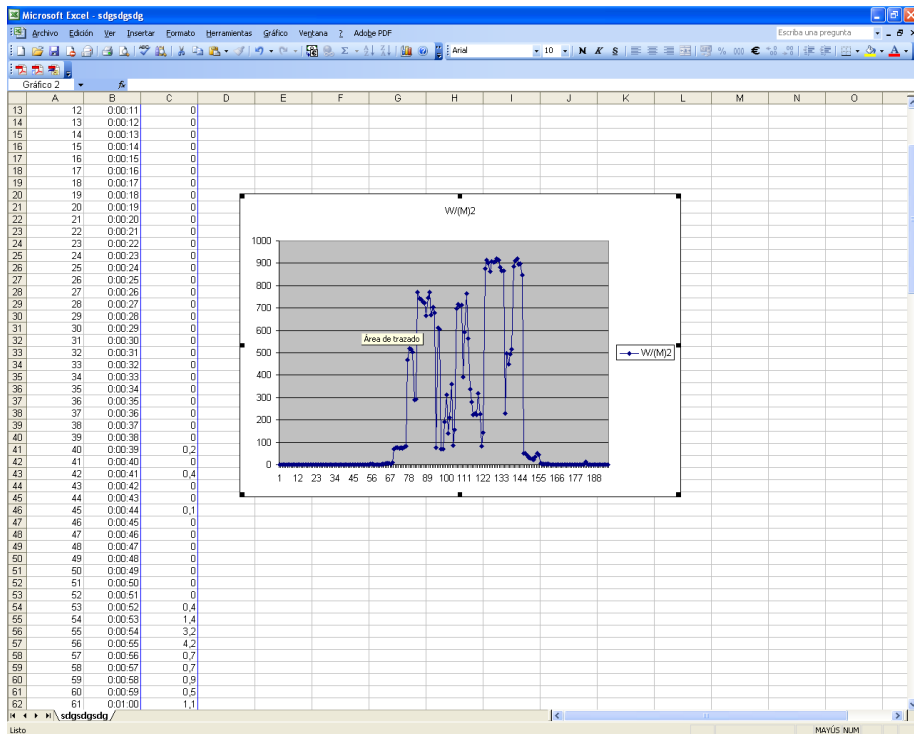 Microsoft Excel - sdgsdgsdg
Archivo Edición Ver Insertar Formato Herramientas Gráfico Ventana ? Adobe PDF Escriba una pregunta
Arial 10 N K S % 000 €
Gráfico 2 fx
A B C D E F G H I J K L M N O
13 12 0:00:11 0
14 13 0:00:12 0
15 14 0:00:13 0
16 15 0:00:14 0
17 16 0:00:15 0
18 17 0:00:16 0
19 18 0:00:17 0
20 19 0:00:18 0
21 20 0:00:19 0
22 21 0:00:20 0
23 22 0:00:21 0
24 23 0:00:22 0
25 24 0:00:23 0
26 25 0:00:24 0
27 26 0:00:25 0
28 27 0:00:26 0
29 28 0:00:27 0
30 29 0:00:28 0
31 30 0:00:29 0
32 31 0:00:30 0
33 32 0:00:31 0
34 33 0:00:32 0
35 34 0:00:33 0
36 35 0:00:34 0
37 36 0:00:35 0
38 37 0:00:36 0
39 38 0:00:37 0
40 39 0:00:38 0
41 40 0:00:39 0,2
42 41 0:00:40 0
43 42 0:00:41 0,4
44 43 0:00:42 0
45 44 0:00:43 0
46 45 0:00:44 0,1
47 46 0:00:45 0
48 47 0:00:46 0
49 48 0:00:47 0
50 49 0:00:48 0
51 50 0:00:49 0
52 51 0:00:50 0
53 52 0:00:51 0
54 53 0:00:52 0,4
55 54 0:00:53 1,4
56 55 0:00:54 3,2
57 56 0:00:55 4,2
58 57 0:00:56 0,7
59 58 0:00:57 0,7
60 59 0:00:58 0,9
61 60 0:00:59 0,5
62 61 0:01:00 1,1
W/(M)2
1000
900
800
700
600
500
400
300
200
100
0
Área de trazado
W/(M)2
1 12 23 34 45 56 67 78 89 100 111 122 133 144 155 166 177 188
sdgsdgsdg
Listo MAYÚS NUM